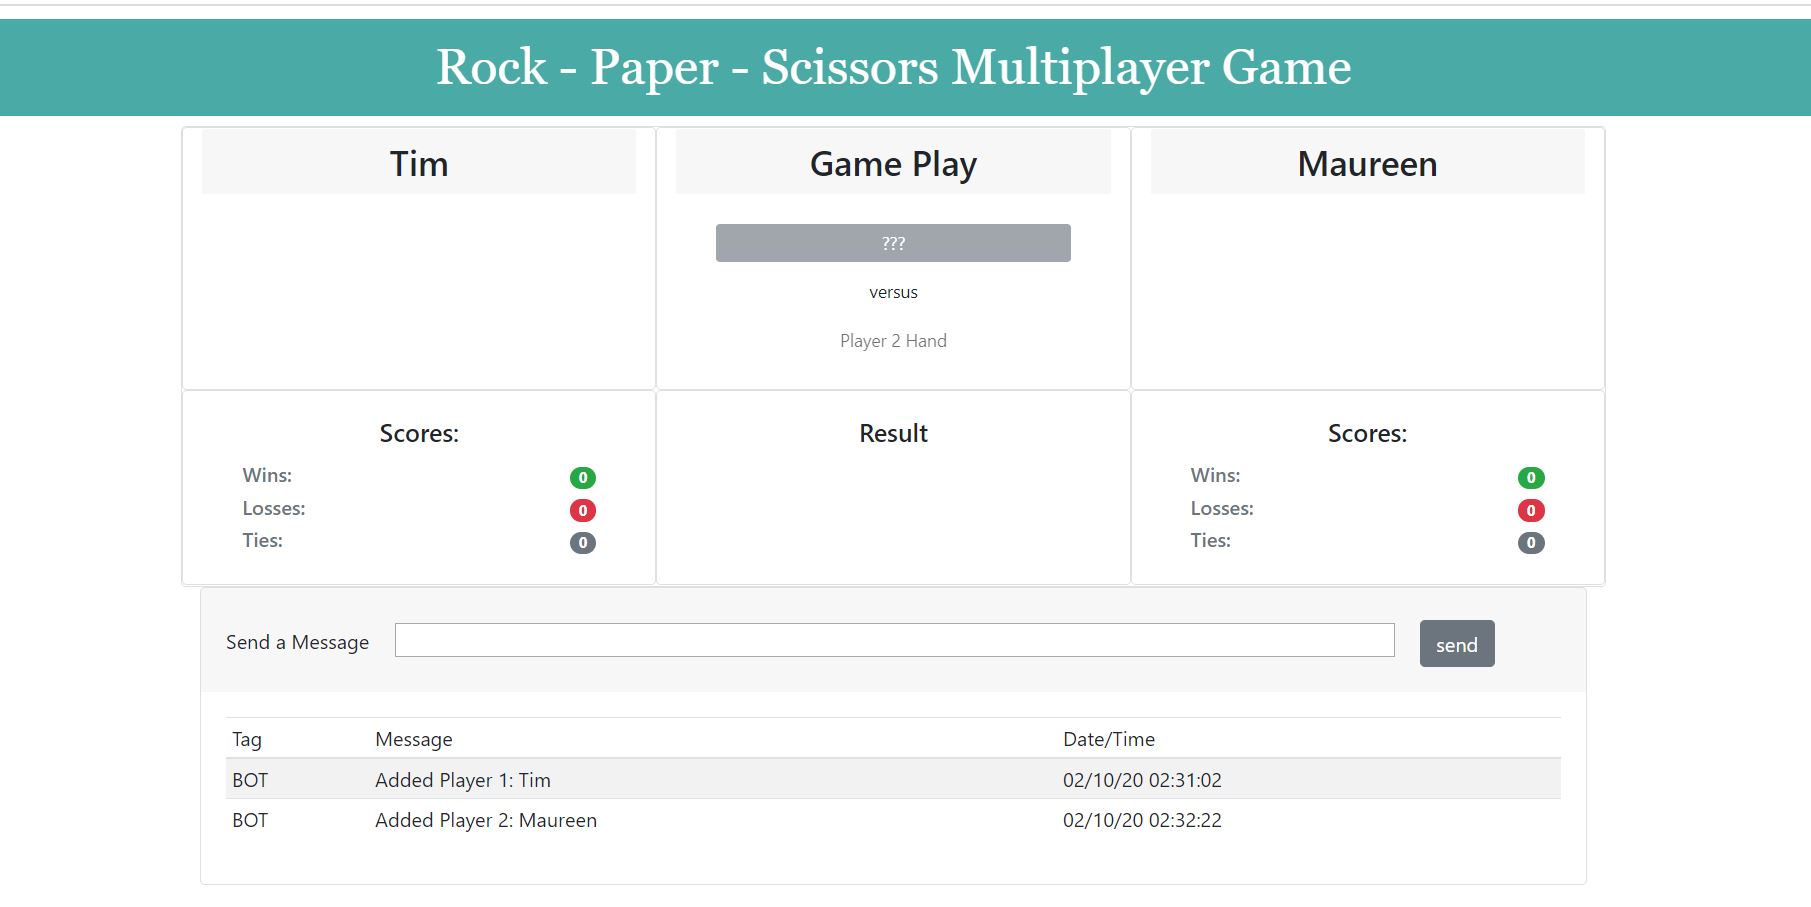 Rock - Paper - Scissors Multiplayer Game
Tim
Game Play
Maureen
???
versus
Player 2 Hand
Scores:
Wins: 0
Losses: 0
Ties: 0
Result
Scores:
Wins: 0
Losses: 0
Ties: 0
Send a Message
send
Tag Message Date/Time
BOT Added Player 1: Tim 02/10/20 02:31:02
BOT Added Player 2: Maureen 02/10/20 02:32:22